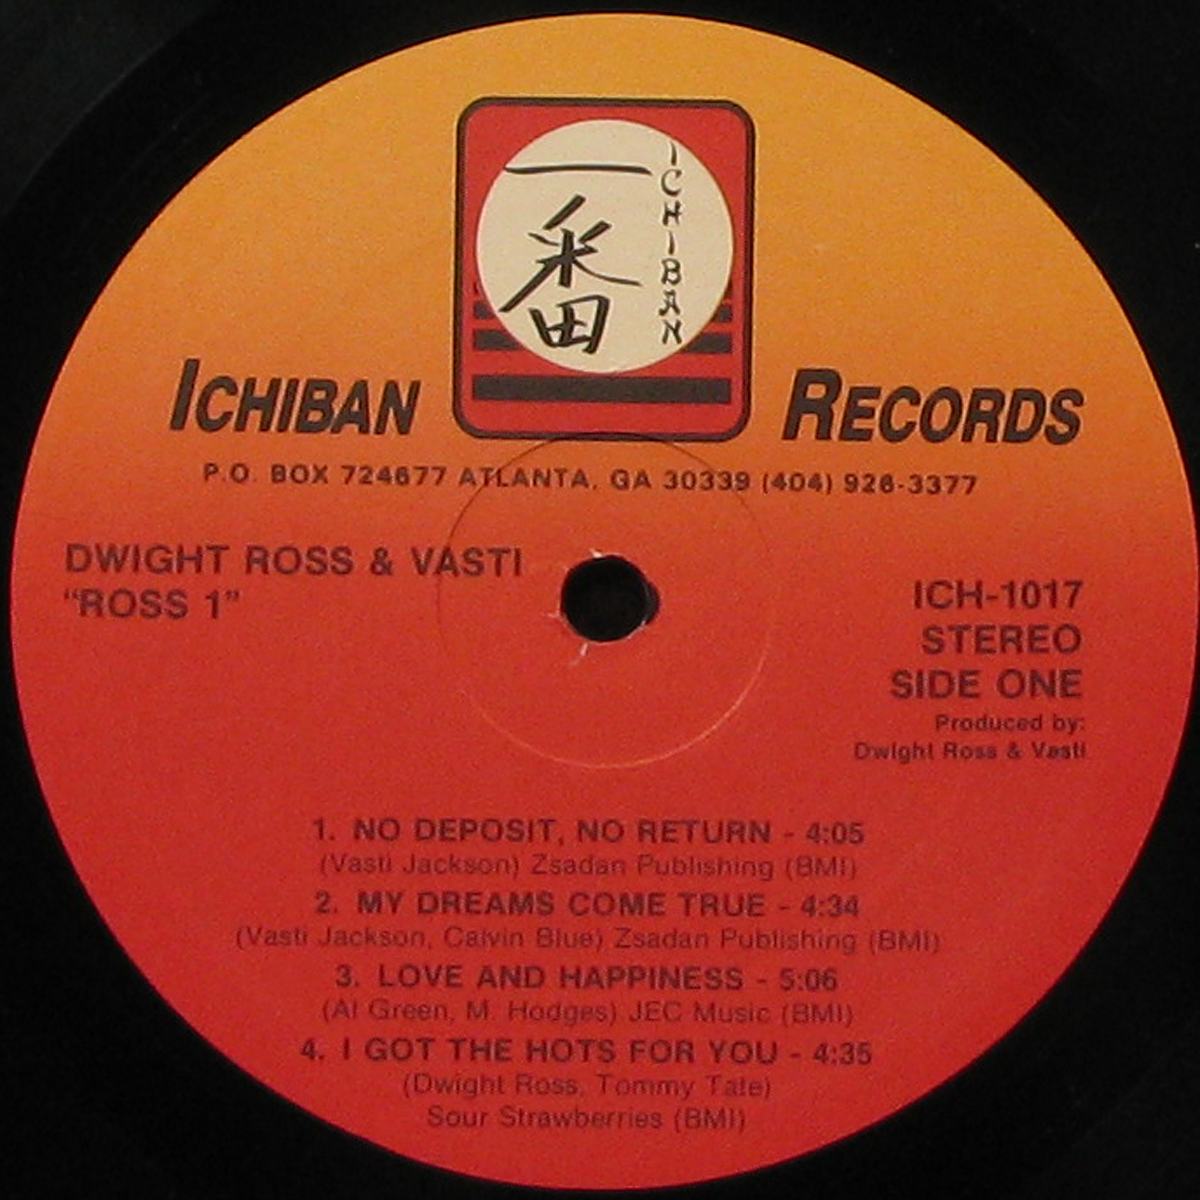 一番
ICHIBAN
ICHIBAN RECORDS
P.O. BOX 724677 ATLANTA, GA 30339 (404) 926-3377
DWIGHT ROSS & VASTI
"ROSS 1"
ICH-1017
STEREO
SIDE ONE
Produced by:
Dwight Ross & Vasti
1. NO DEPOSIT, NO RETURN - 4:05
(Vasti Jackson) Zsadan Publishing (BMI)
2. MY DREAMS COME TRUE - 4:34
(Vasti Jackson, Calvin Blue) Zsadan Publishing (BMI)
3. LOVE AND HAPPINESS - 5:06
(Al Green, M. Hodges) JEC Music (BMI)
4. I GOT THE HOTS FOR YOU - 4:35
(Dwight Ross, Tommy Tate)
Sour Strawberries (BMI)